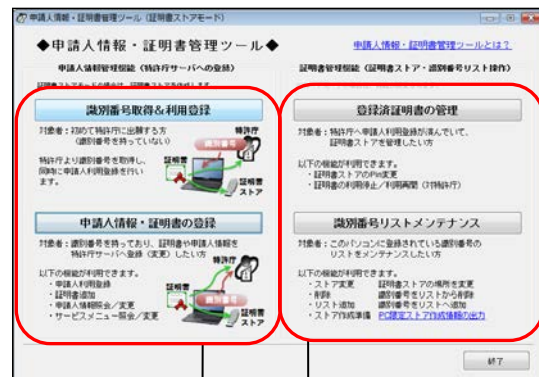 申請人情報・証明書管理ツール (証明書ストアモード)
◆申請人情報・証明書管理ツール◆
申請人情報・証明書管理ツールとは?
申請人情報管理機能 (特許庁サーバへの登録)
証明書管理機能 (証明書ストア・識別番号リスト操作)
識別番号取得&利用登録
対象者:初めて特許庁に出願する方
(識別番号を持っていない)
特許庁より識別番号を取得し、
同時に申請人利用登録を行い
ます。
特許庁
識別番号
証明書
証明書
ストア
申請人情報・証明書の登録
対象者:識別番号を持っており、証明書や申請人情報を
特許庁サーバへ登録 (変更) したい方
以下の機能が利用できます。
・申請人利用登録
・証明書追加
・申請人情報照会/変更
・サービスメニュー照会/変更
特許庁
識別番号
証明書
証明書
ストア
登録済証明書の管理
対象者:特許庁へ申請人利用登録が済んでいて、
証明書ストアを管理したい方
以下の機能が利用できます。
・証明書ストアのPin変更
・証明書の利用停止/利用再開 (対特許庁)
識別番号リストメンテナンス
対象者:このパソコンに登録されている識別番号の
リストをメンテナンスしたい方
以下の機能が利用できます。
・ストア変更 証明書ストアの場所を変更
・削除 識別番号をリストから削除
・リスト追加 識別番号をリストへ追加
・ストア作成準備 PC限定ストア作成情報の出力
終了